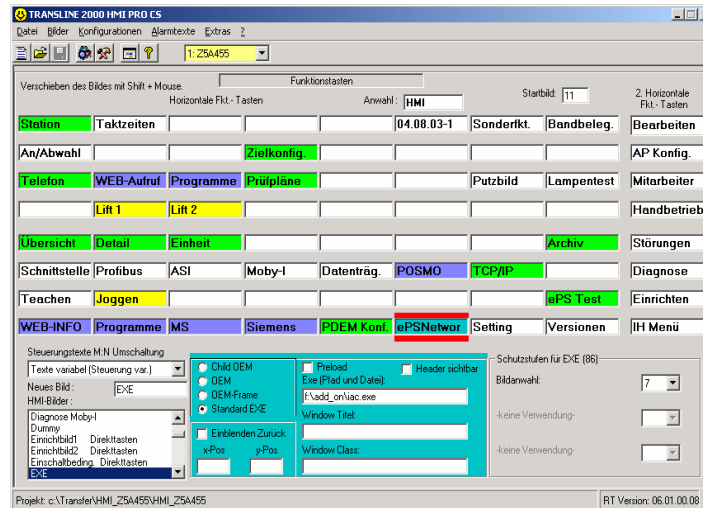 TRANSLINE 2000 HMI PRO CS
Datei Bilder Konfigurationen Alarmtexte Extras ?
1: Z5A455
Verschieben des Bildes mit Shift + Mouse.
Funktionstasten
Horizontale Fkt.- Tasten
Anwahl: HMI
Startbild: 11
2. Horizontale
Fkt.- Tasten
Station Taktzeiten 04.08.03-1 Sonderfkt. Bandbeleg. Bearbeiten
An/Abwahl Zielkonfig. AP Konfig.
Telefon WEB-Aufruf Programme Prüfpläne Putzbild Lampentest Mitarbeiter
Lift 1 Lift 2 Handbetrieb
Übersicht Detail Einheit Archiv Störungen
Schnittstelle Profibus ASI Moby-I Datenträg. POSMO TCP/IP Diagnose
Teachen Joggen ePS Test Einrichten
WEB-INFO Programme MS Siemens PDEM Konf. ePSNetwor Setting Versionen IH Menü
Steuerungstexte M:N Umschaltung
Texte variabel (Steuerung var.)
Neues Bild : EXE
HMI-Bilder :
Diagnose Moby-I
Dummy
Einrichtbild1 Direkttasten
Einrichtbild2 Direkttasten
Einschaltbeding. Direkttasten
EXE
Child OEM
OEM
OEM-Frame
Standard EXE
Einblenden Zurück
x-Pos y-Pos
Preload Header sichtbar
Exe (Pfad und Datei):
f:\add_on\iac.exe
Window Titel:
Window Class:
Schutzstufen für EXE (86)
Bildanwahl: 7
-keine Verwendung-
-keine Verwendung-
Projekt: c:\Transfer\HMI_Z5A455\HMI_Z5A455
RT Version: 06.01.00.08